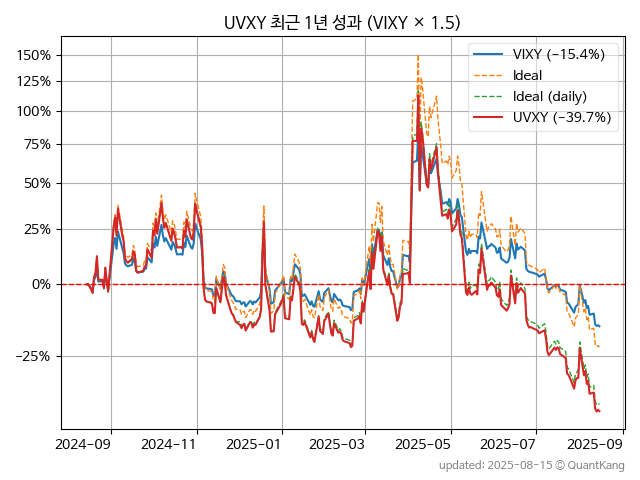 UVXY 최근 1년 성과 (VIXY × 1.5)
150%
125%
100%
75%
50%
25%
0%
−25%
VIXY (−15.4%)
Ideal
Ideal (daily)
UVXY (−39.7%)
2024-09
2024-11
2025-01
2025-03
2025-05
2025-07
2025-09
updated: 2025-08-15 © QuantKang